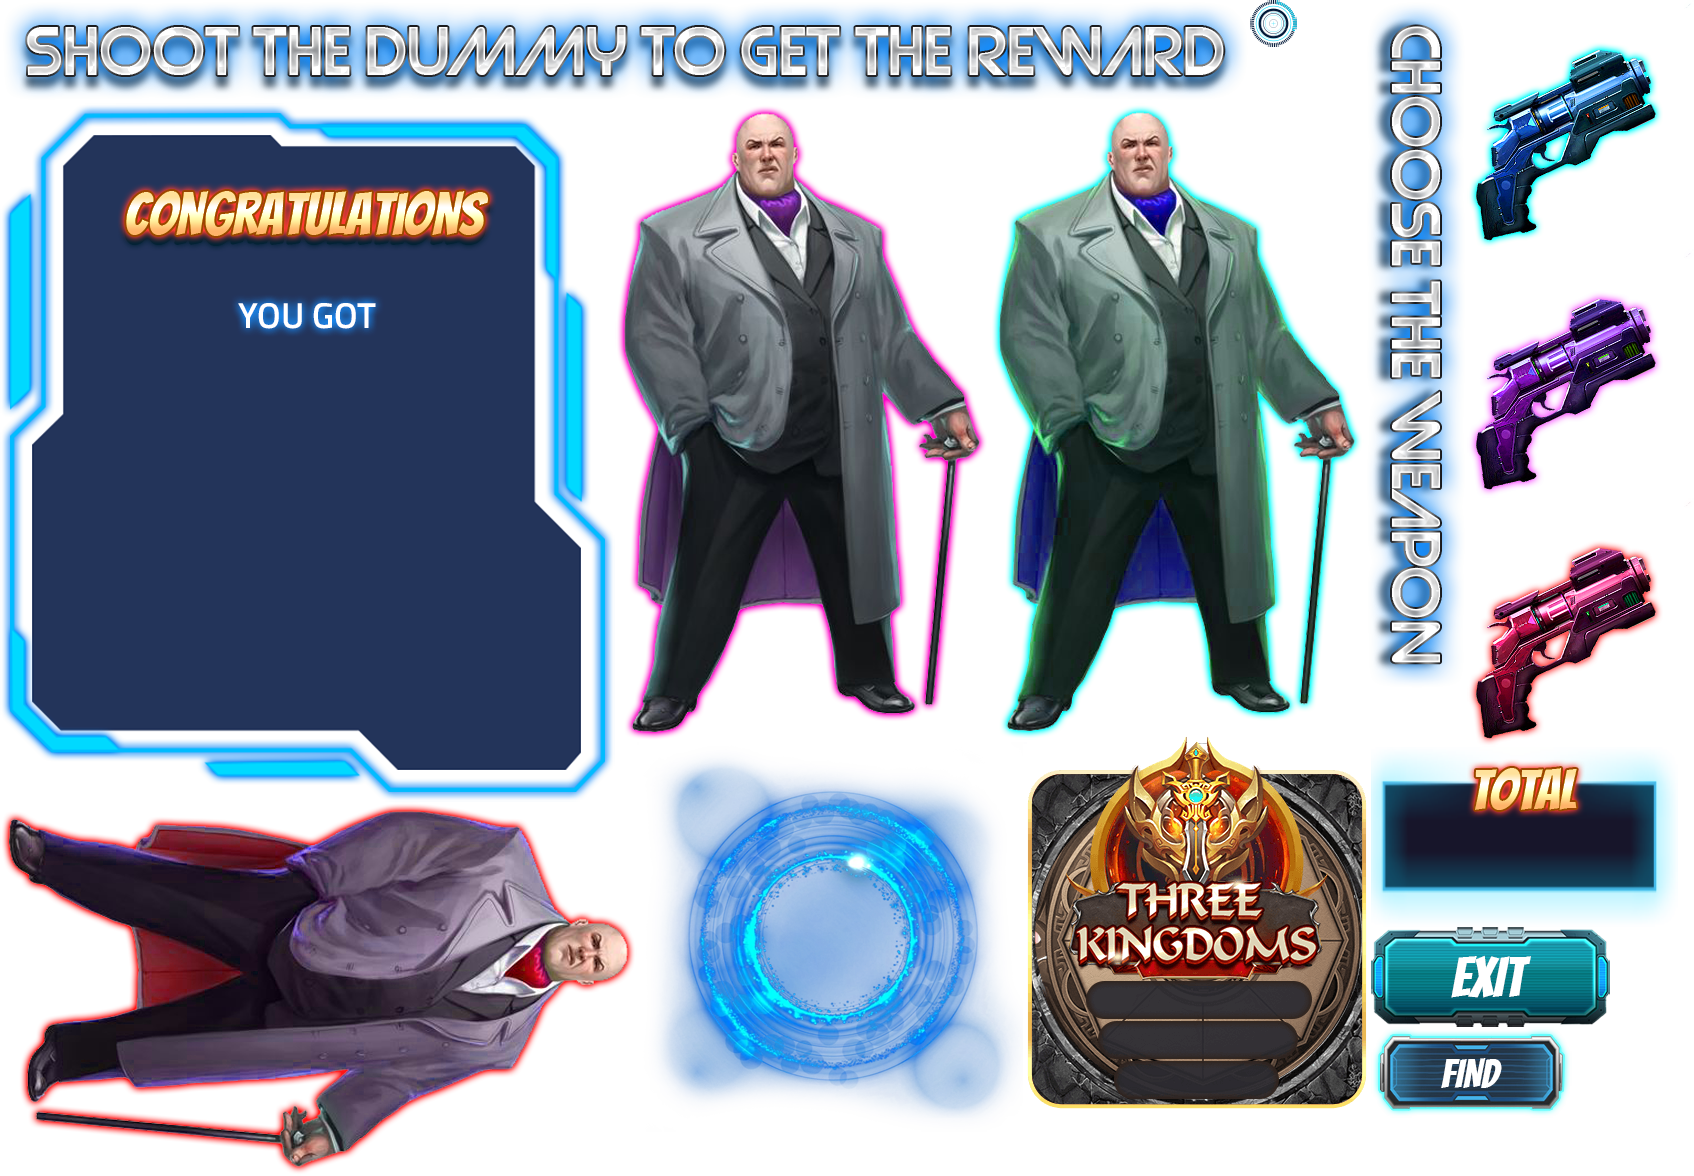 SHOOT THE DUMMY TO GET THE REWARD
CHOOSE THE WEAPON
CONGRATULATIONS
YOU GOT
THREE
KINGDOMS
TOTAL
EXIT
FIND